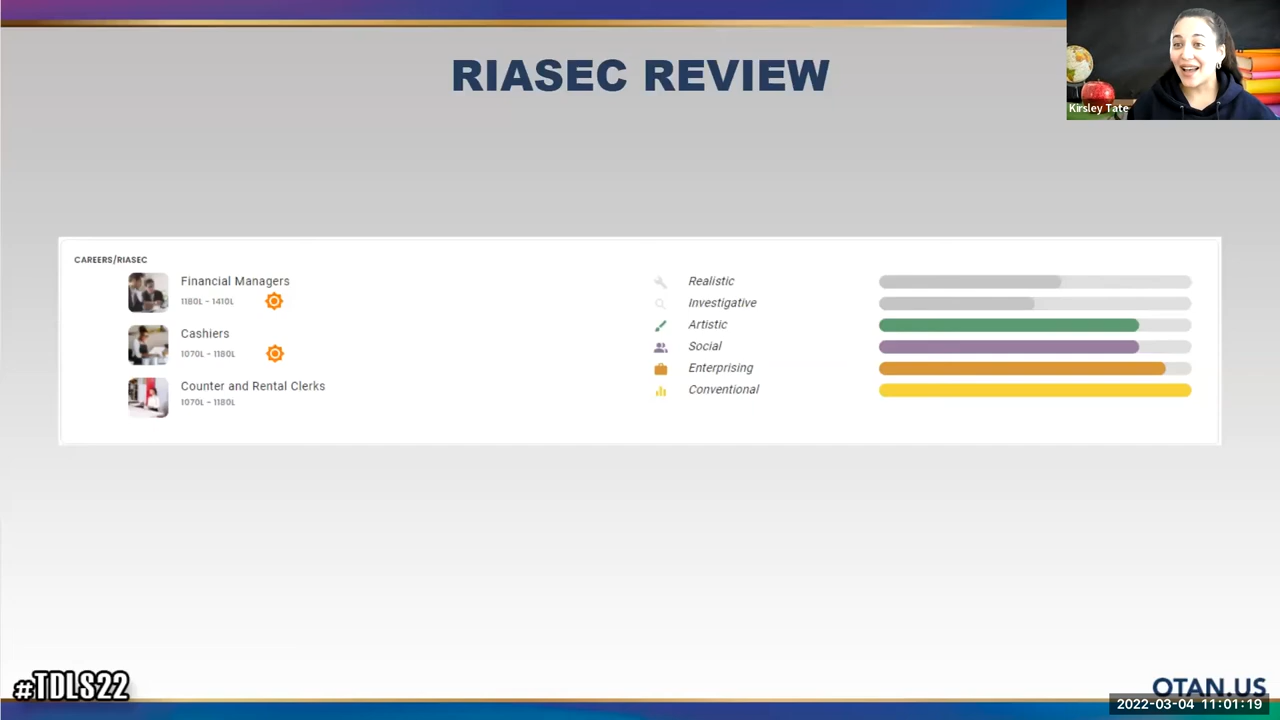 RIASEC REVIEW
Kirsley Tate
CAREERS/RIASEC
Financial Managers
1180L - 1410L
Cashiers
1070L - 1180L
Counter and Rental Clerks
1070L - 1180L
Realistic
Investigative
Artistic
Social
Enterprising
Conventional
#TDLS22
OTAN.US
2022-03-04 11:01:19